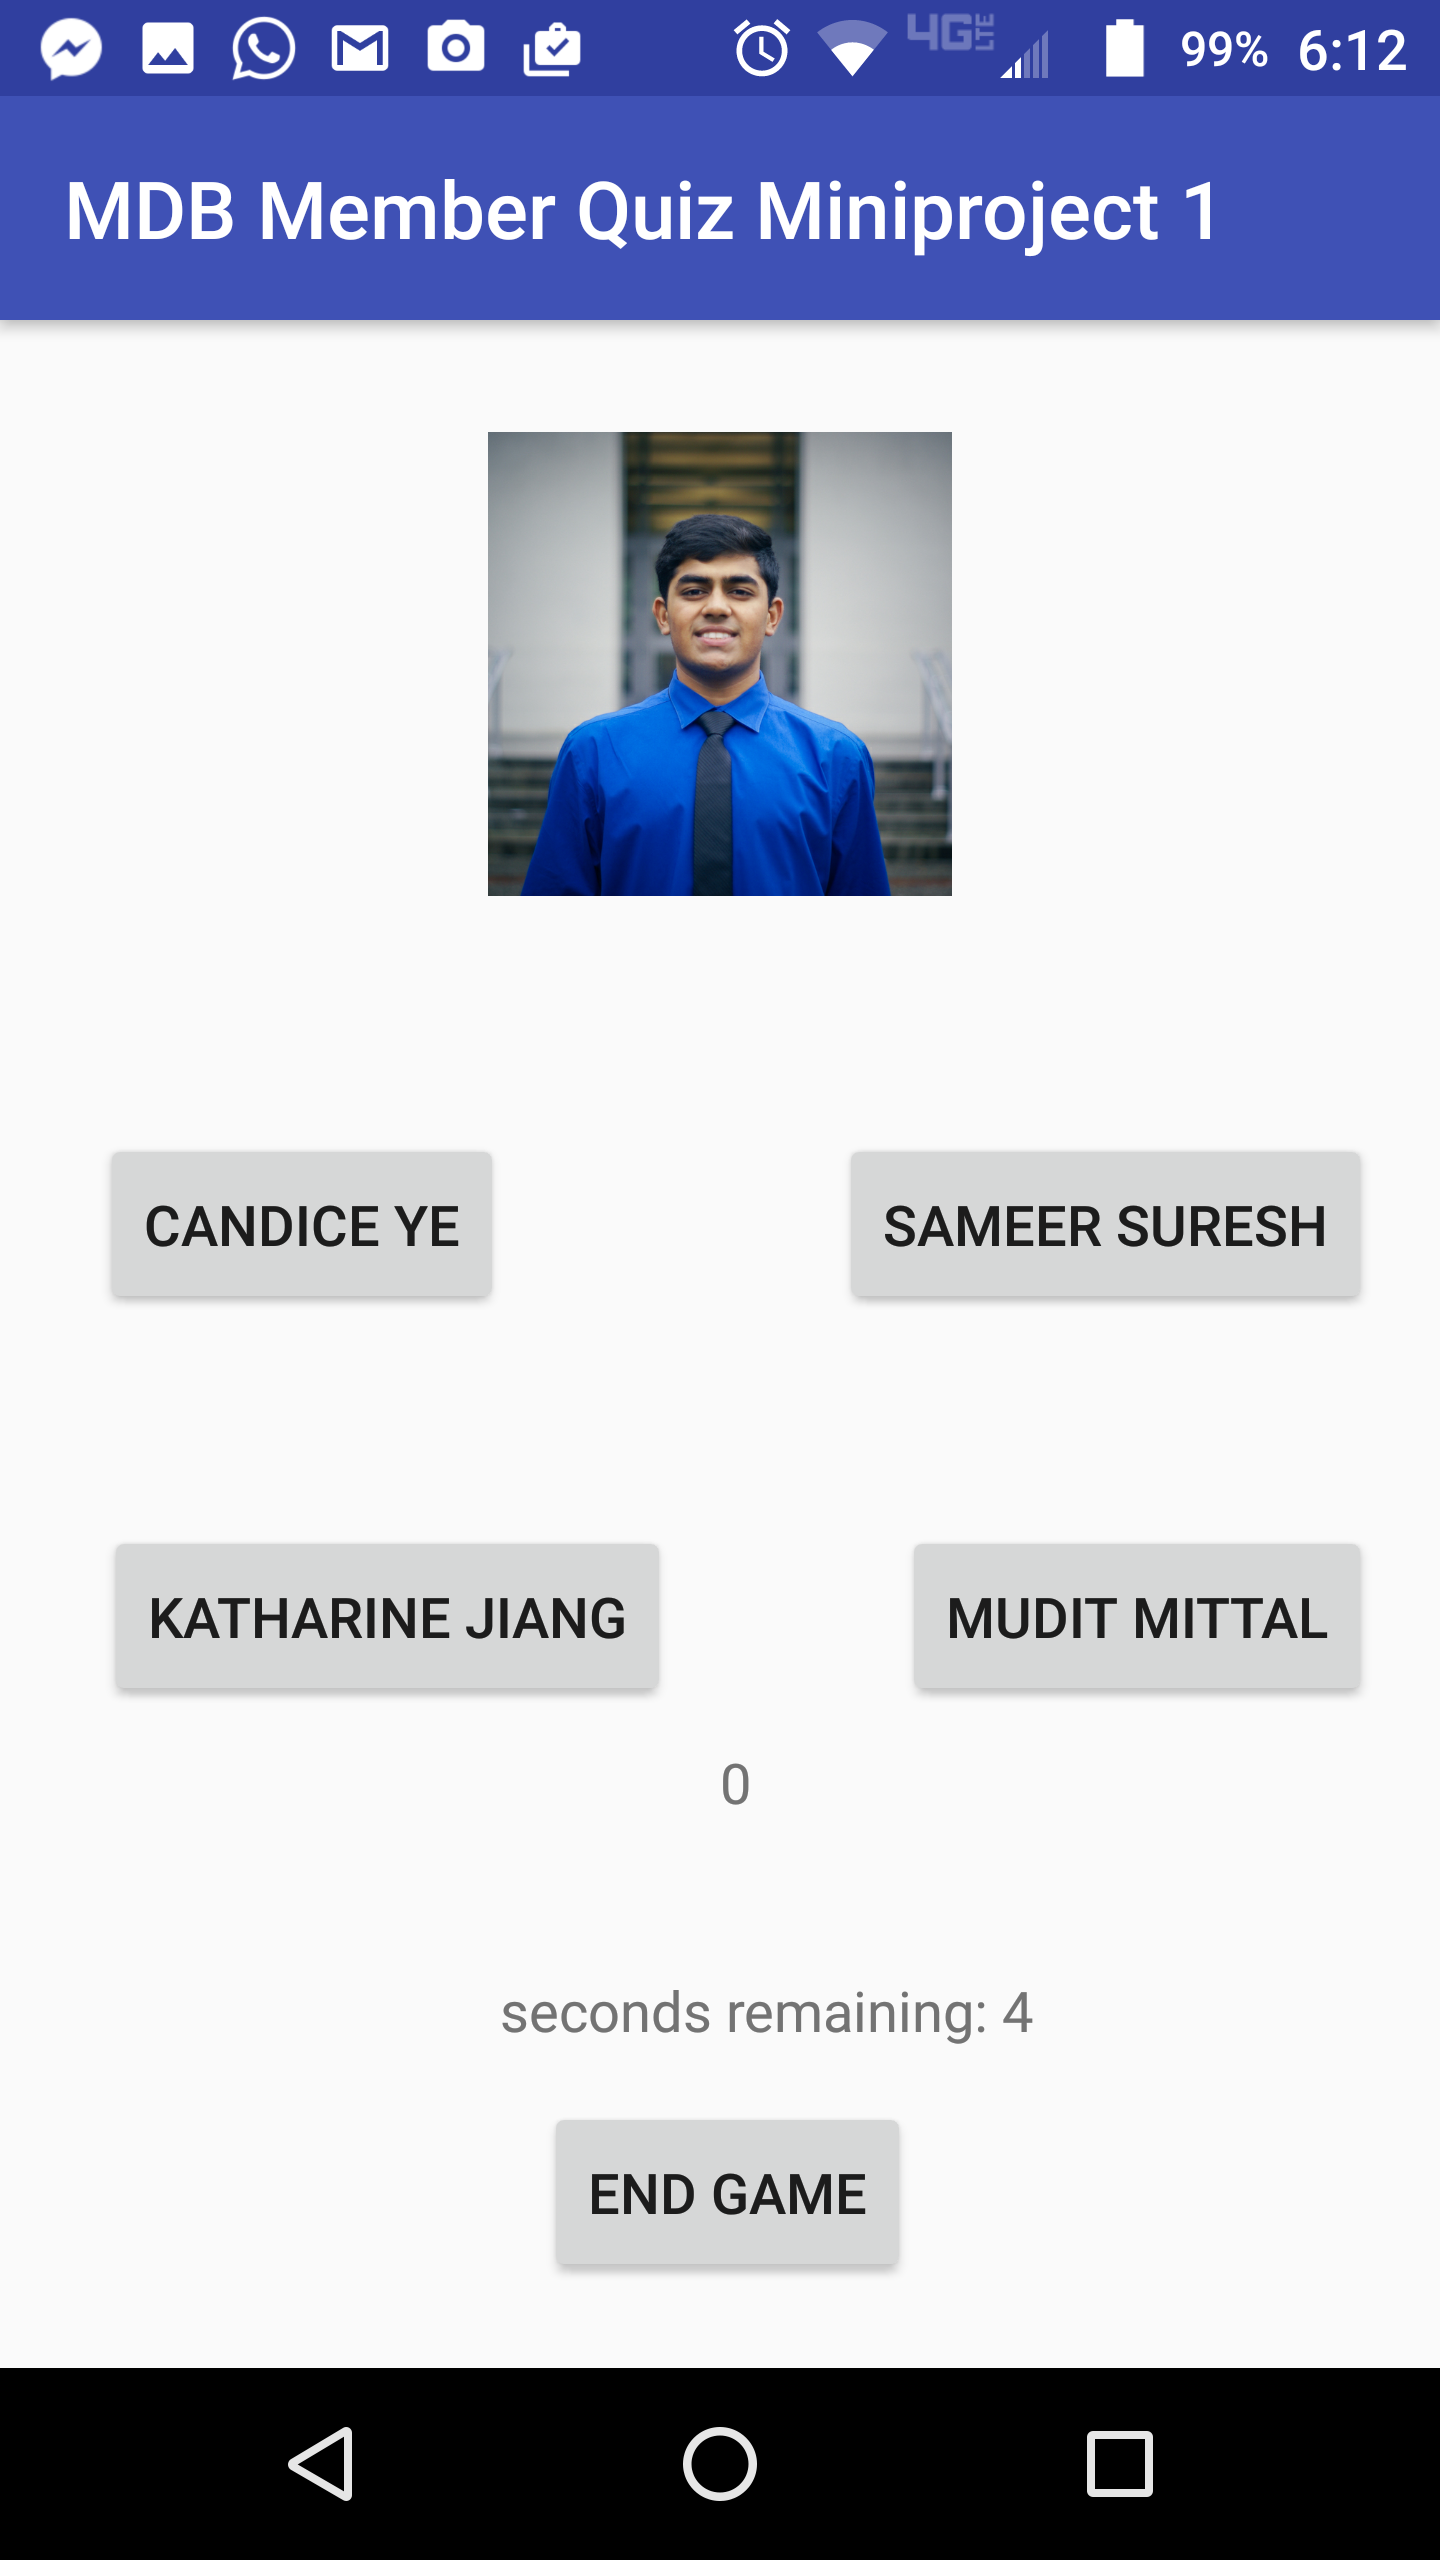 4G LTE 99% 6:12
MDB Member Quiz Miniproject 1
CANDICE YE
SAMEER SURESH
KATHARINE JIANG
MUDIT MITTAL
0
seconds remaining: 4
END GAME